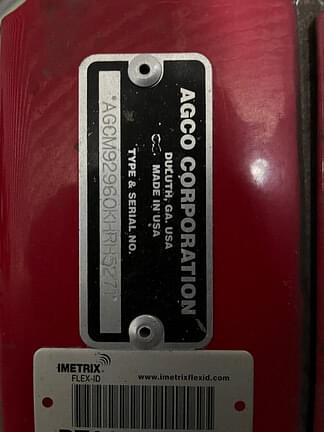 AGCO CORPORATION
DULUTH, GA. USA
MADE IN USA
TYPE & SERIAL NO.
IMETRIX
FLEX-ID
www.imetrixflexid.com